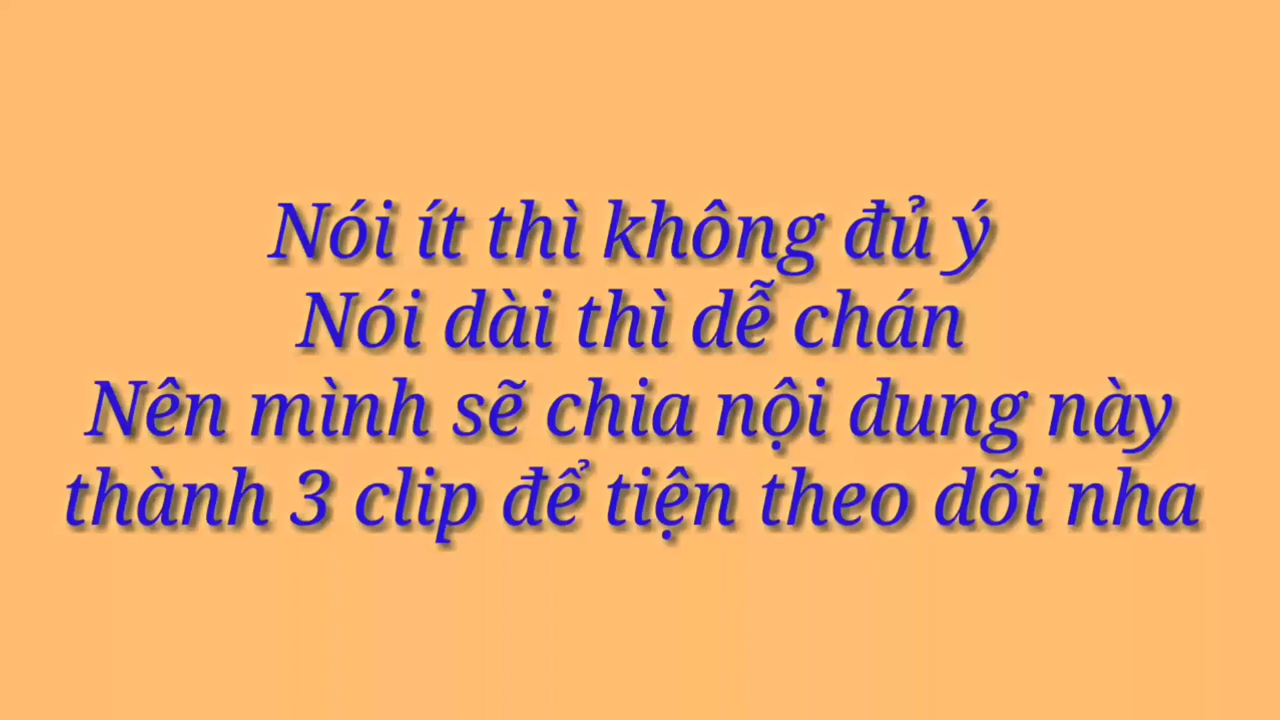 Nói ít thì không đủ ý
Nói dài thì dễ chán
Nên mình sẽ chia nội dung này
thành 3 clip để tiện theo dõi nha